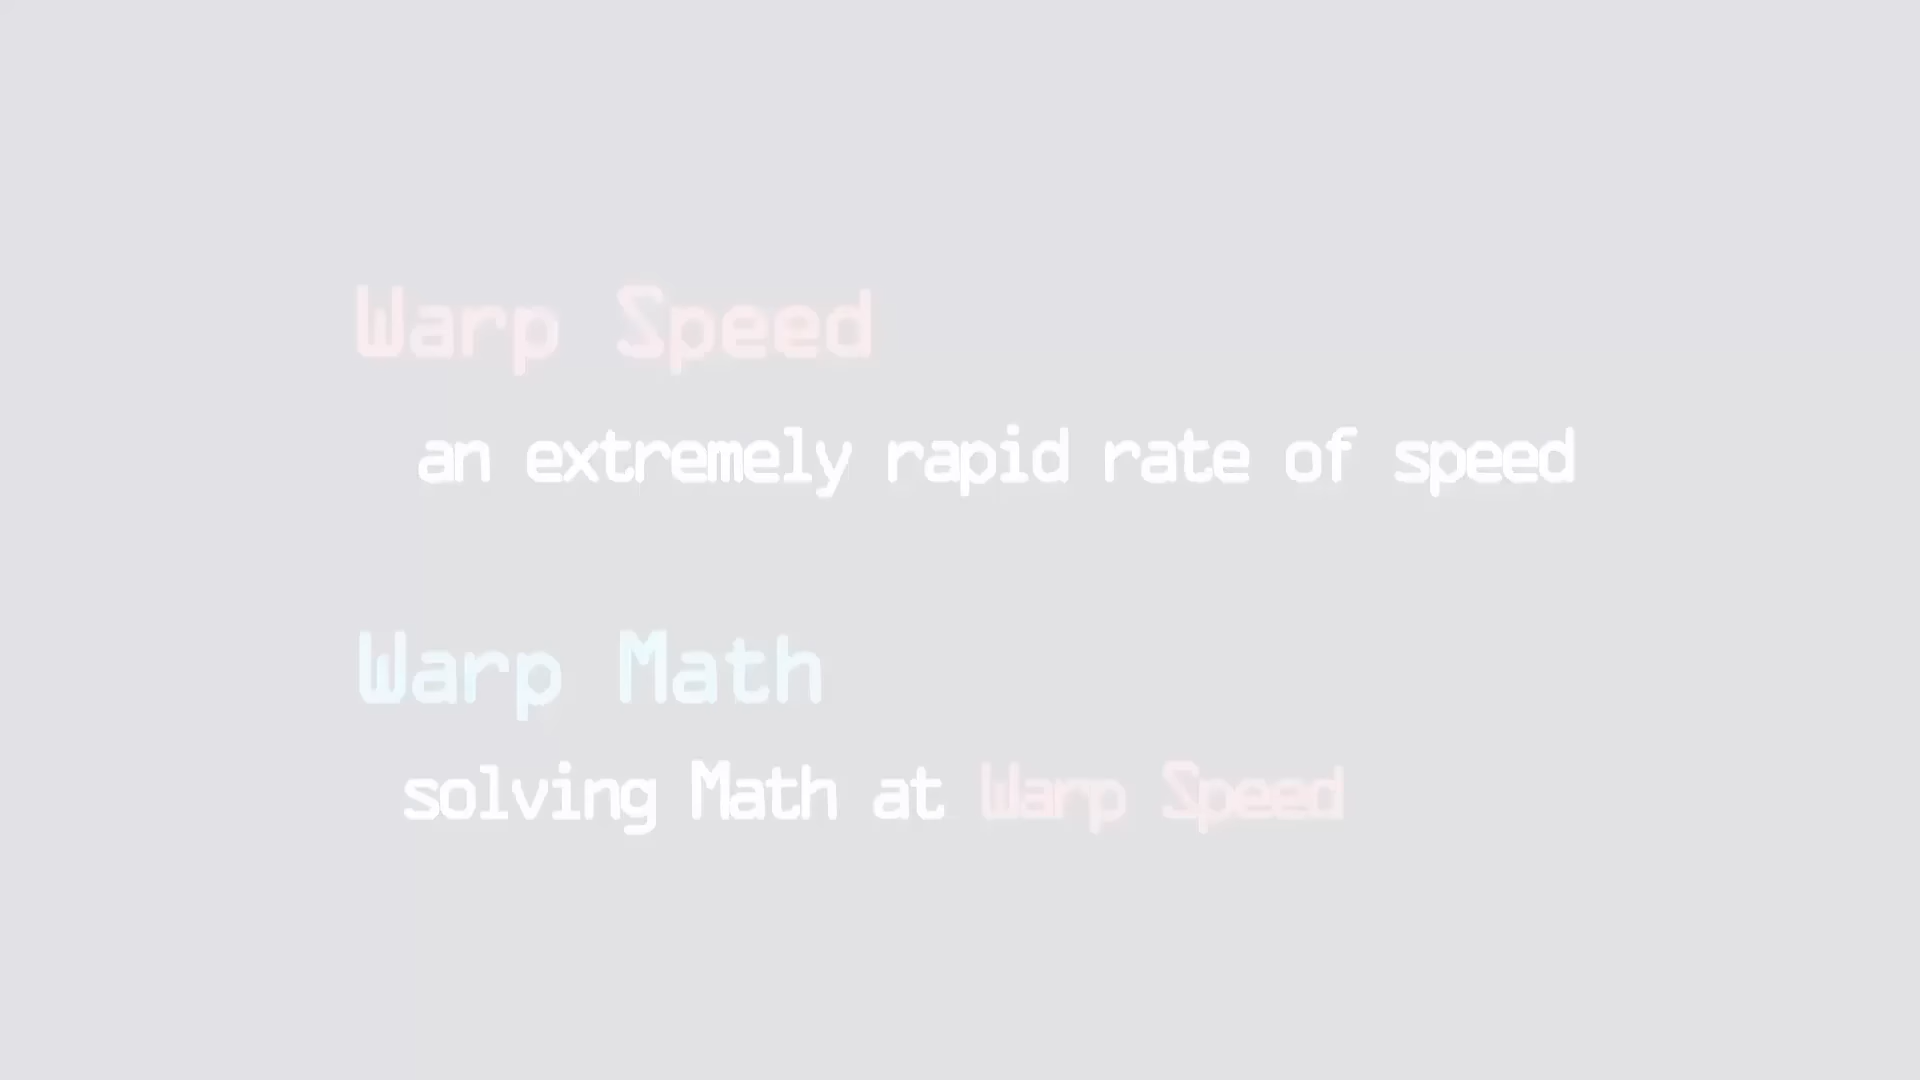 Warp Speed
an extremely rapid rate of speed
Warp Math
solving Math at Warp Speed